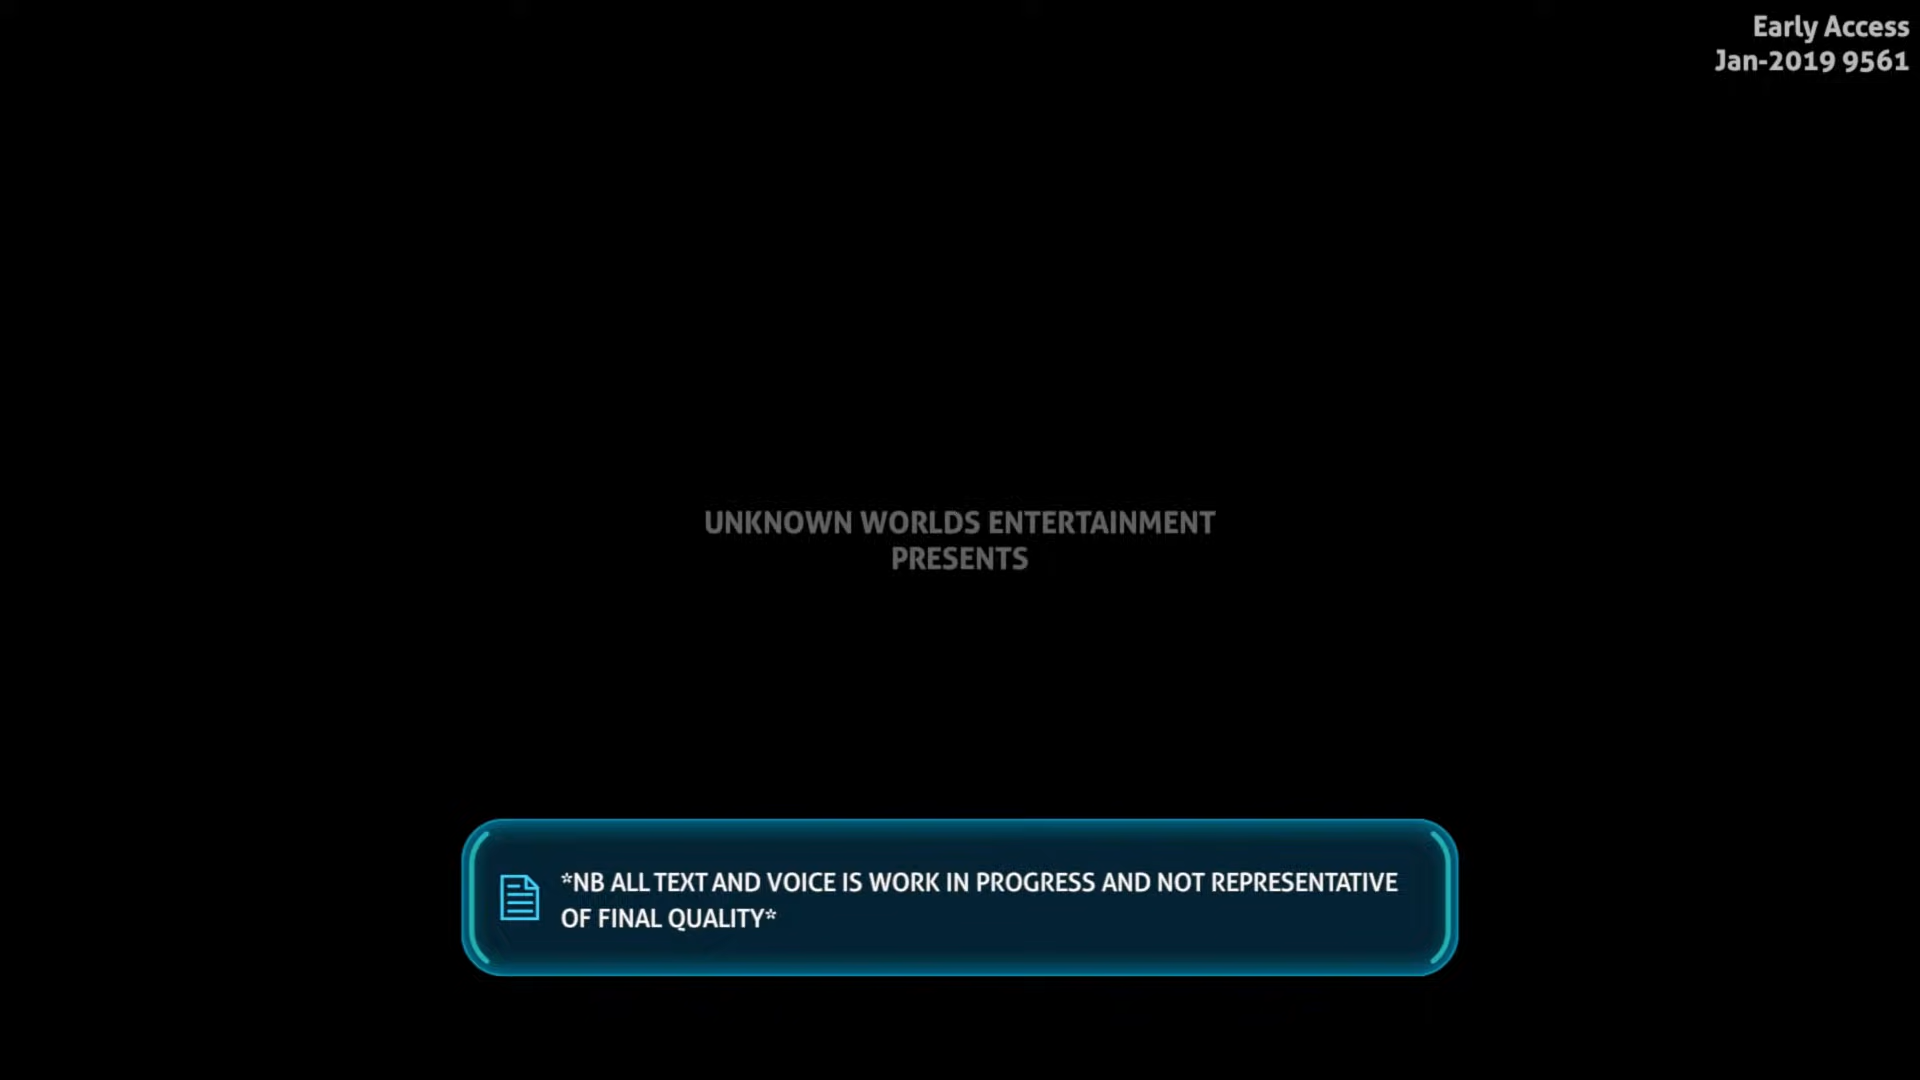 Early Access
Jan-2019 9561
UNKNOWN WORLDS ENTERTAINMENT
PRESENTS
*NB ALL TEXT AND VOICE IS WORK IN PROGRESS AND NOT REPRESENTATIVE
OF FINAL QUALITY*